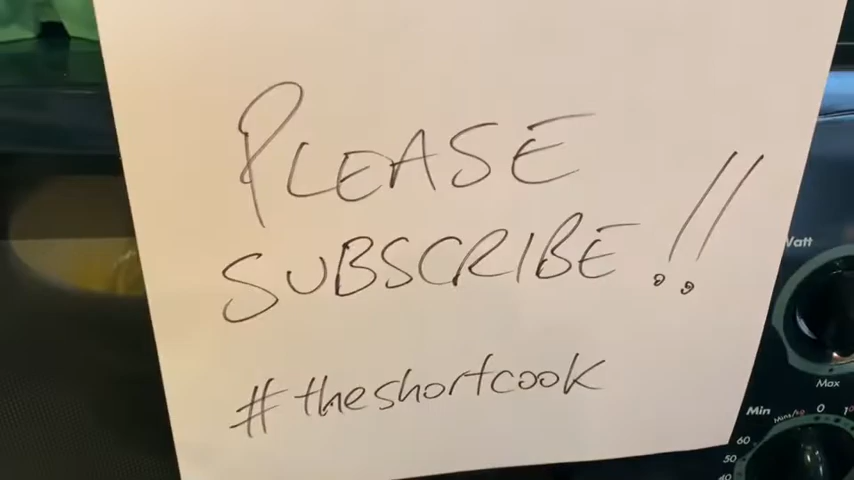 PLEASE
SUBSCRIBE!!
#theshortcook
Watt
Max
Min
0
60
50